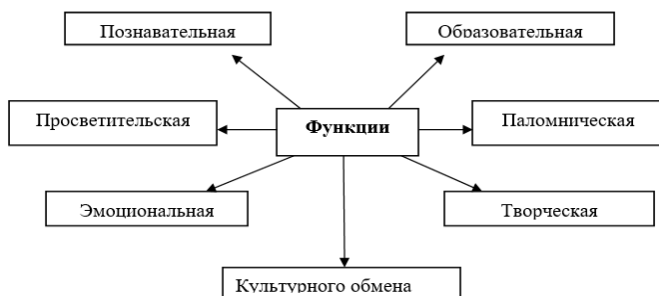 Познавательная
Образовательная
Просветительская
Функции
Паломническая
Эмоциональная
Творческая
Культурного обмена